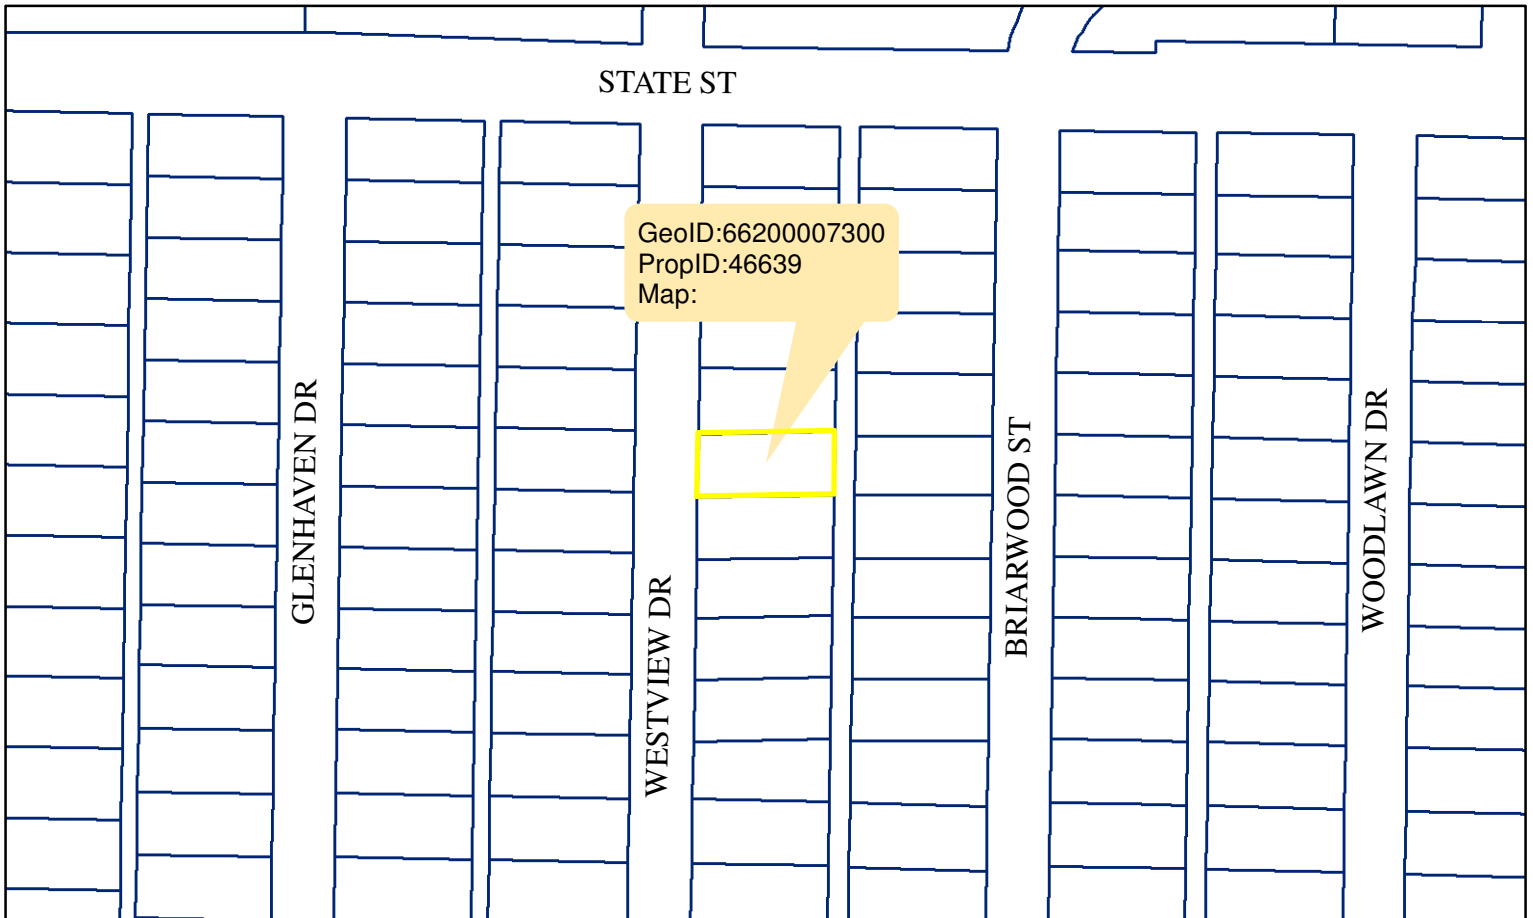 STATE ST
GeoID:66200007300
PropID:46639
Map:
GLENHAVEN DR
WESTVIEW DR
BRIARWOOD ST
WOODLAWN DR